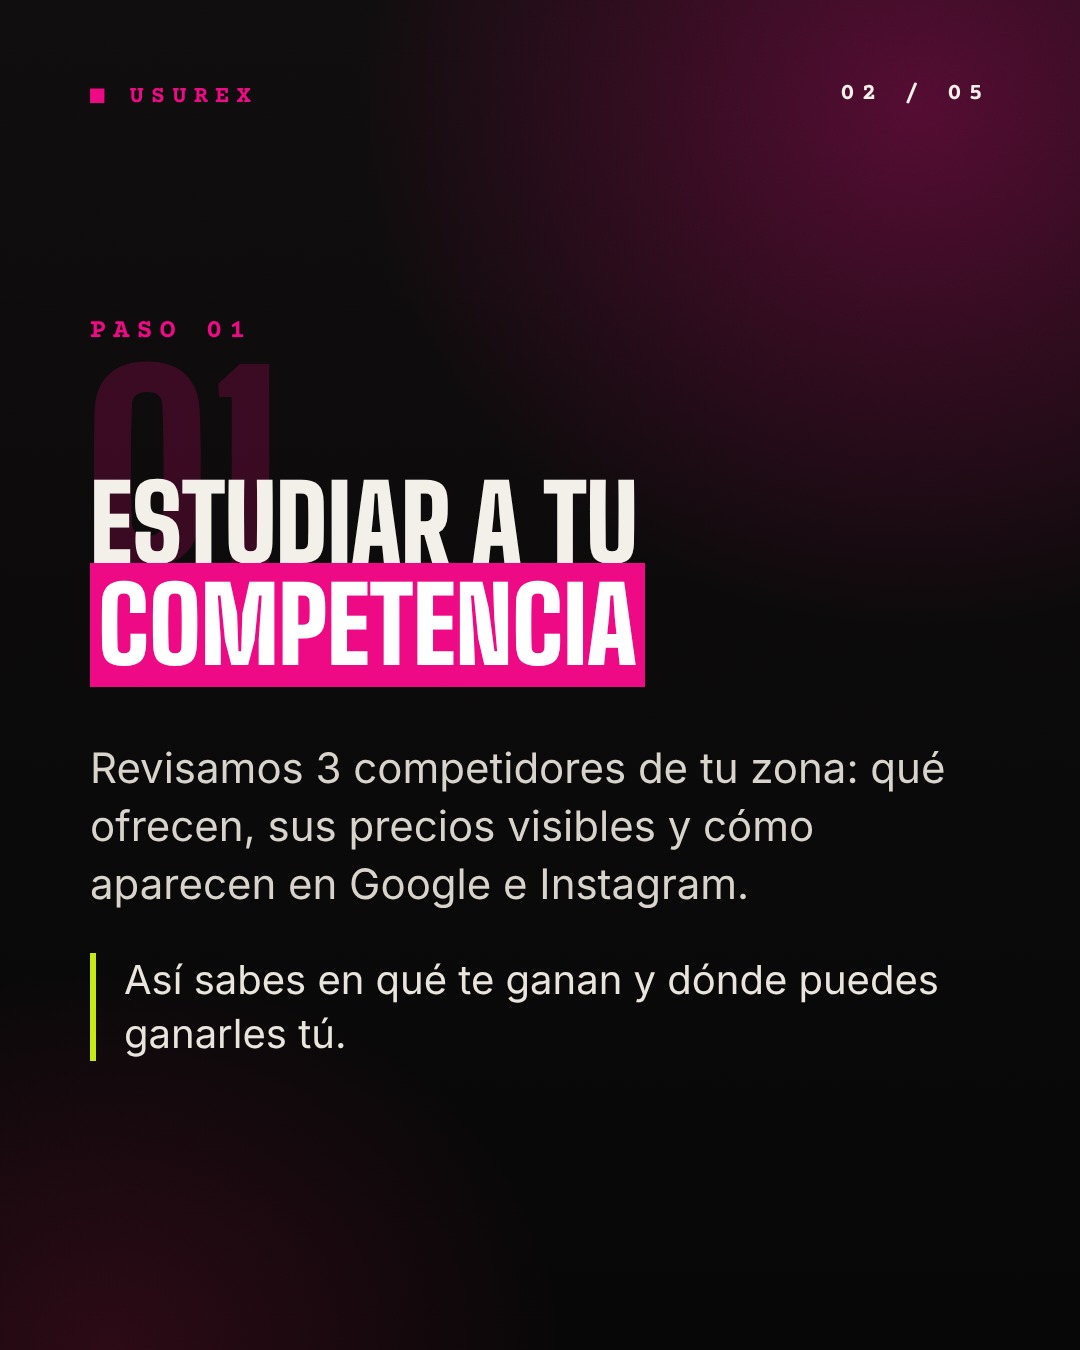 USUREX
02 / 05
PASO 01
01
ESTUDIAR A TU
COMPETENCIA
Revisamos 3 competidores de tu zona: qué
ofrecen, sus precios visibles y cómo
aparecen en Google e Instagram.
Así sabes en qué te ganan y dónde puedes
ganarles tú.